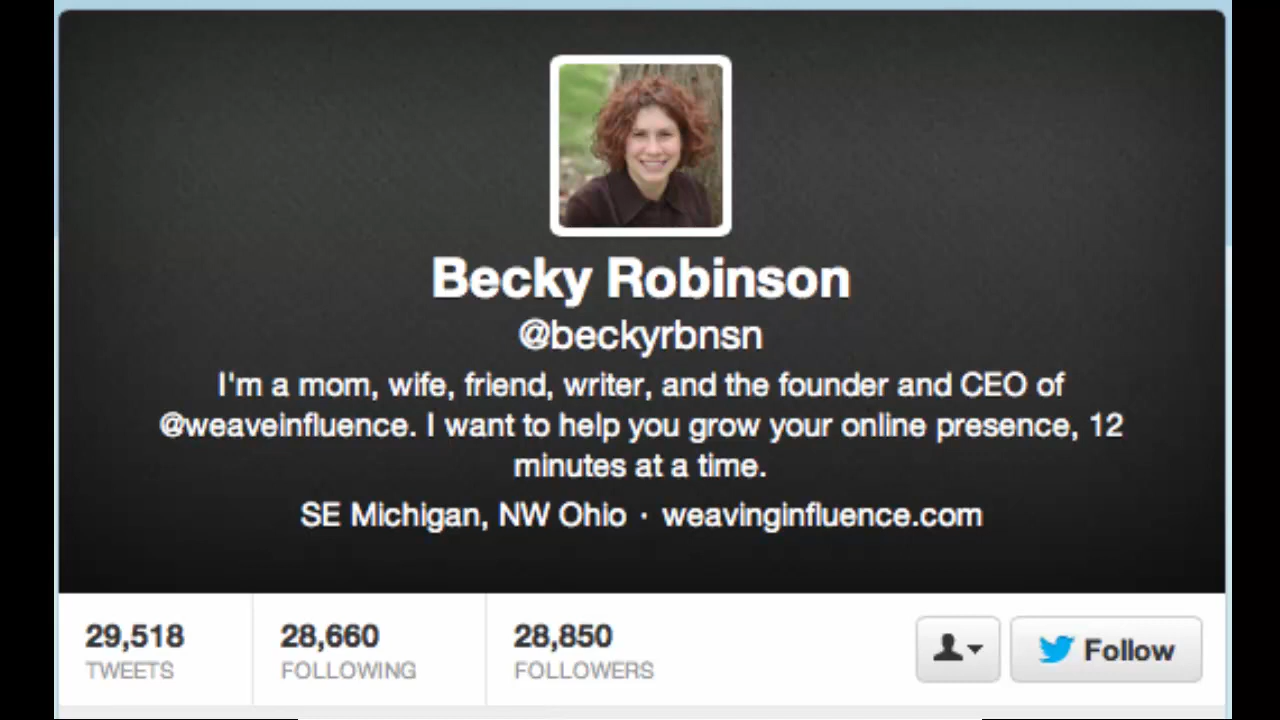 Becky Robinson
@beckyrbnsn
I'm a mom, wife, friend, writer, and the founder and CEO of
@weaveinfluence. I want to help you grow your online presence, 12
minutes at a time.
SE Michigan, NW Ohio · weavinginfluence.com
29,518
TWEETS
28,660
FOLLOWING
28,850
FOLLOWERS
Follow